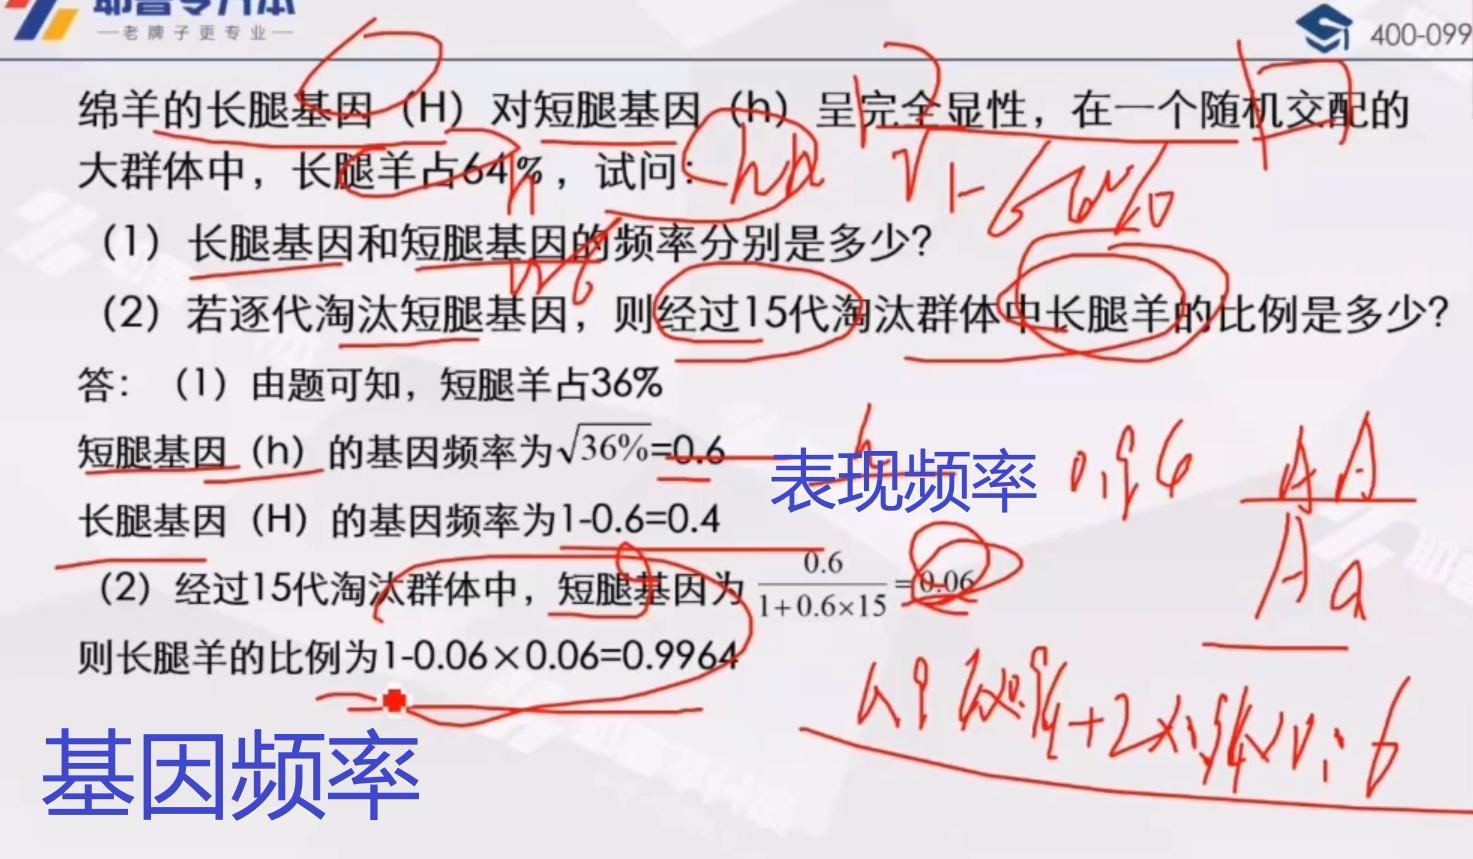 老牌子更专业
400-099
绵羊的长腿基因（H）对短腿基因（h）呈完全显性，在一个随机交配的
大群体中，长腿羊占64%，试问：
（1）长腿基因和短腿基因的频率分别是多少？
（2）若逐代淘汰短腿基因，则经过15代淘汰群体中长腿羊的比例是多少？
答：（1）由题可知，短腿羊占36%
短腿基因（h）的基因频率为√36%=0.6
表现频率
长腿基因（H）的基因频率为1-0.6=0.4
（2）经过15代淘汰群体中，短腿基因为 0.6/1+0.6×15 =0.06
则长腿羊的比例为1-0.06×0.06=0.9964
基因频率
hh
1-64%
h
AA
Aa